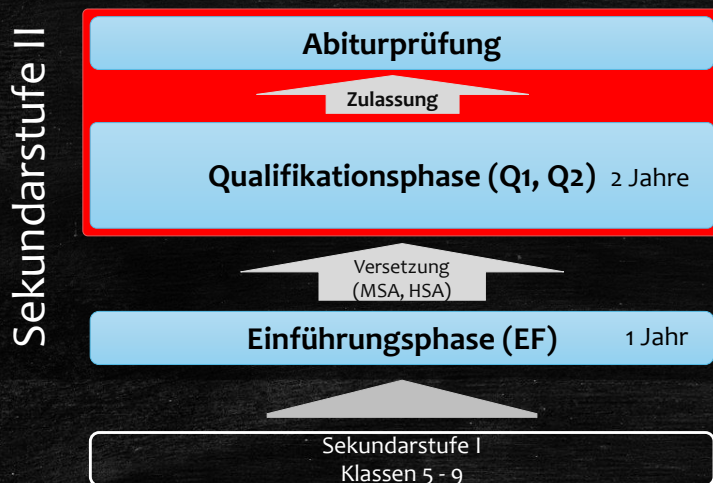 Sekundarstufe II
Abiturprüfung
Zulassung
Qualifikationsphase (Q1, Q2) 2 Jahre
Versetzung
(MSA, HSA)
Einführungsphase (EF) 1 Jahr
Sekundarstufe I
Klassen 5 - 9